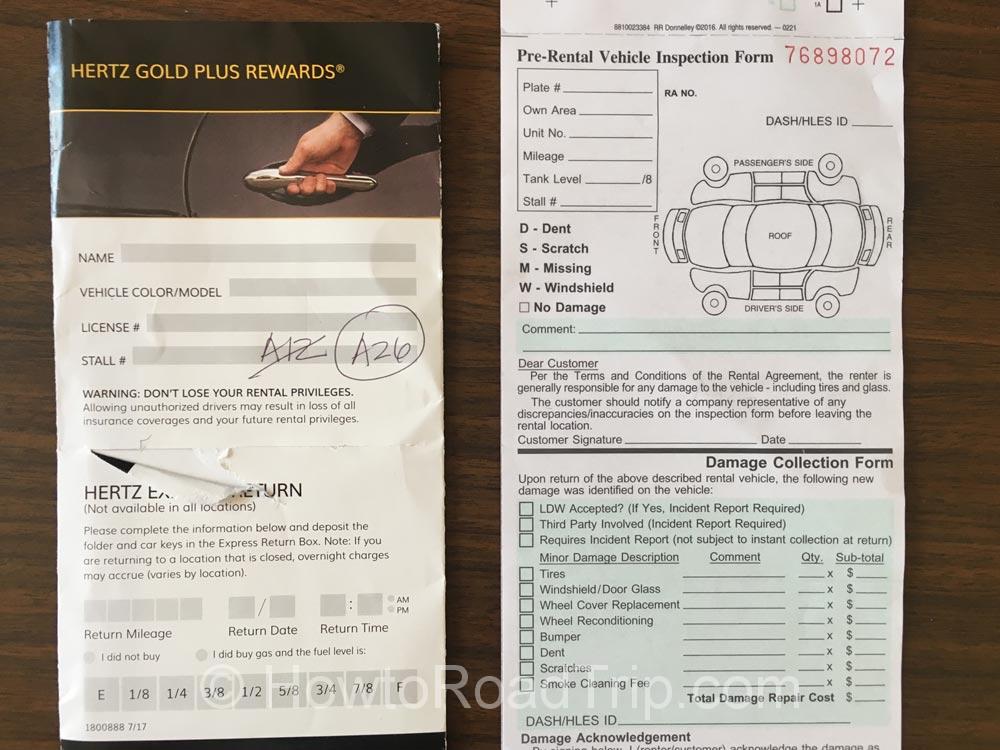 HERTZ GOLD PLUS REWARDS®
NAME
VEHICLE COLOR/MODEL
LICENSE #
STALL # A12 A26
WARNING: DON'T LOSE YOUR RENTAL PRIVILEGES.
Allowing unauthorized drivers may result in loss of all
insurance coverages and your future rental privileges.
HERTZ RETURN
(Not available in all locations)
Please complete the information below and deposit the
folder and car keys in the Express Return Box. Note: If you
are returning to a location that is closed, overnight charges
may accrue (varies by location).
/ : AM
PM
Return Mileage Return Date Return Time
I did not buy I did buy gas and the fuel level is:
E 1/8 1/4 3/8 1/2 5/8 3/4 7/8 F
1800888 7/17
1A
8810023384 RR Donnelley ©2016. All rights reserved. — 0221
Pre-Rental Vehicle Inspection Form 76898072
Plate #
Own Area
Unit No.
Mileage
Tank Level /8
Stall #
RA NO.
DASH/HLES ID
PASSENGER'S SIDE
FRONT
ROOF
REAR
DRIVER'S SIDE
D - Dent
S - Scratch
M - Missing
W - Windshield
No Damage
Comment:
Dear Customer
Per the Terms and Conditions of the Rental Agreement, the renter is
generally responsible for any damage to the vehicle - including tires and glass.
The customer should notify a company representative of any
discrepancies/inaccuracies on the inspection form before leaving the
rental location.
Customer Signature Date
Damage Collection Form
Upon return of the above described rental vehicle, the following new
damage was identified on the vehicle:
LDW Accepted? (If Yes, Incident Report Required)
Third Party Involved (Incident Report Required)
Requires Incident Report (not subject to instant collection at return)
Minor Damage Description Comment Qty. Sub-total
Tires x $
Windshield/Door Glass x $
Wheel Cover Replacement x $
Wheel Reconditioning x $
Bumper x $
Dent x $
Scratches x $
Smoke Cleaning Fee x $
Total Damage Repair Cost $
DASH/HLES ID
Damage Acknowledgement
By signing below, I (renter/customer) acknowledge the damage as
© HowtoRoadTrip.com